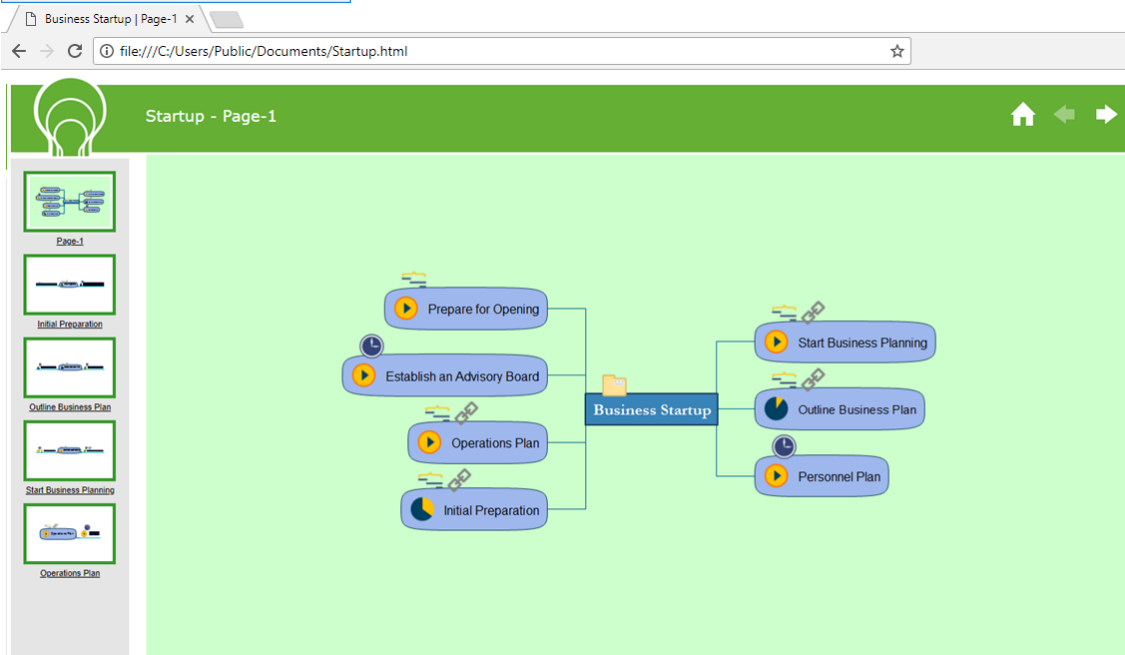 Business Startup | Page-1
file:///C:/Users/Public/Documents/Startup.html
Startup - Page-1
Page-1
Initial Preparation
Outline Business Plan
Start Business Planning
Operations Plan
Prepare for Opening
Establish an Advisory Board
Operations Plan
Initial Preparation
Business Startup
Start Business Planning
Outline Business Plan
Personnel Plan